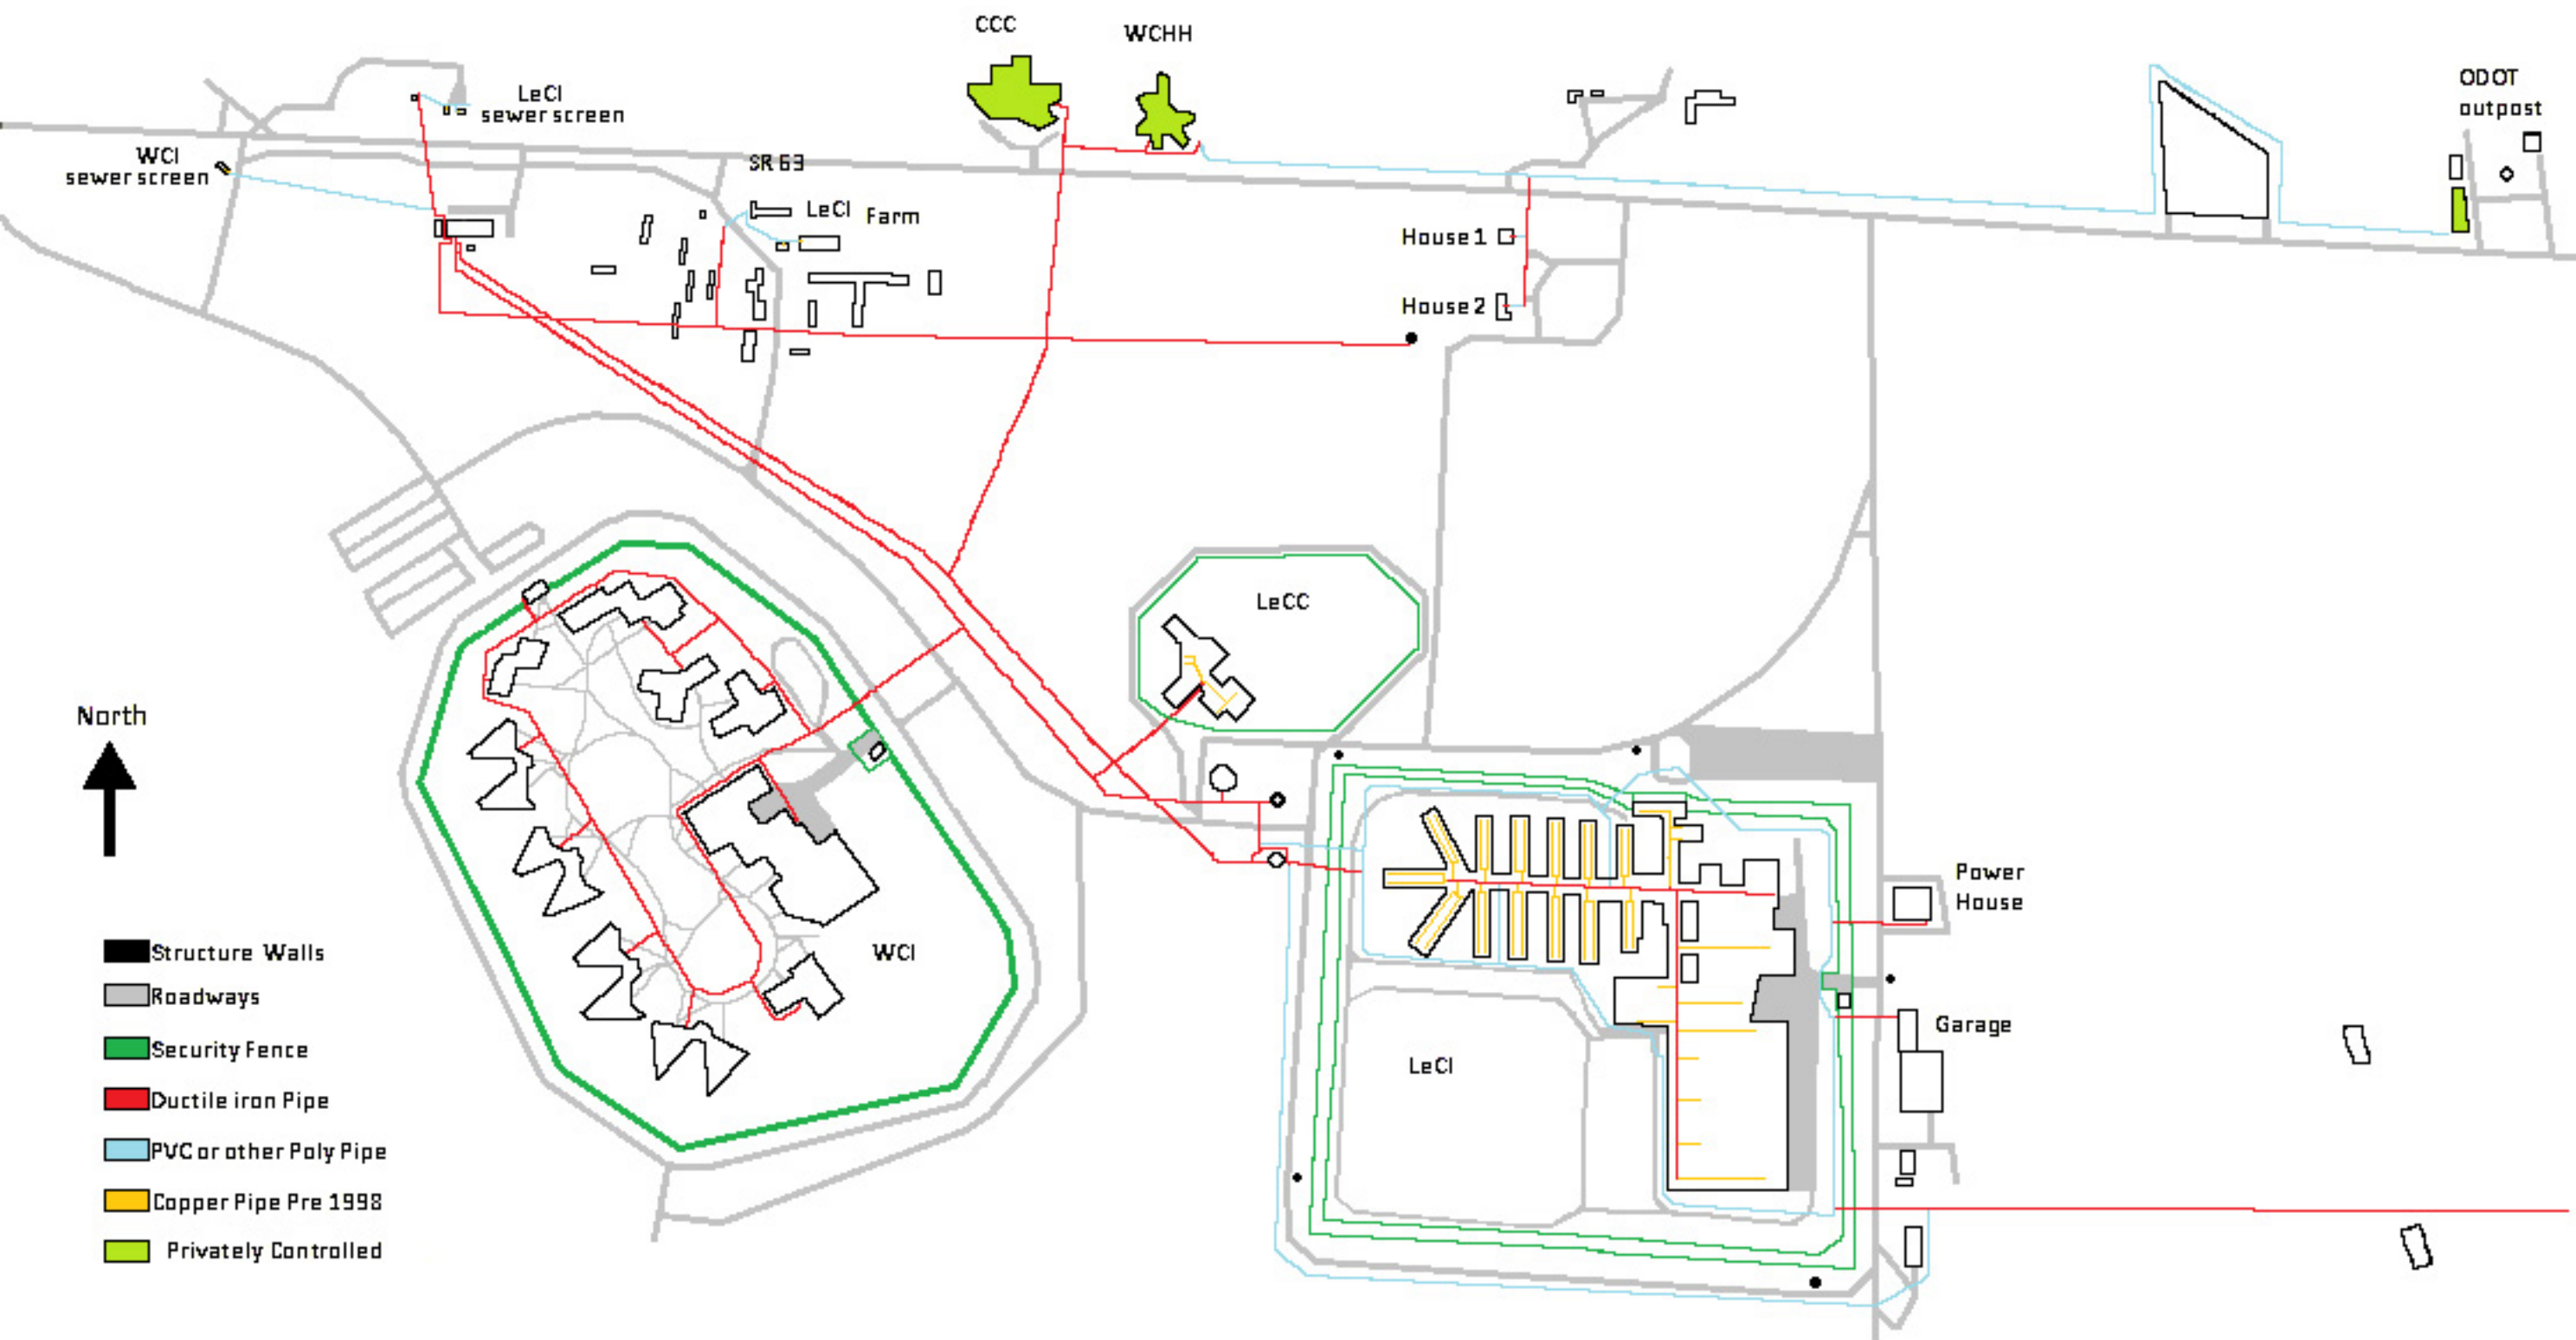 CCC
WCHH
ODOT
outpost
LeCI
sewer screen
WCI
sewer screen
SR 63
LeCI Farm
House 1
House 2
LeCC
North
Power
House
WCI
Structure Walls
Roadways
Garage
Security Fence
LeCI
Ductile iron Pipe
PVC or other Poly Pipe
Copper Pipe Pre 1998
Privately Controlled